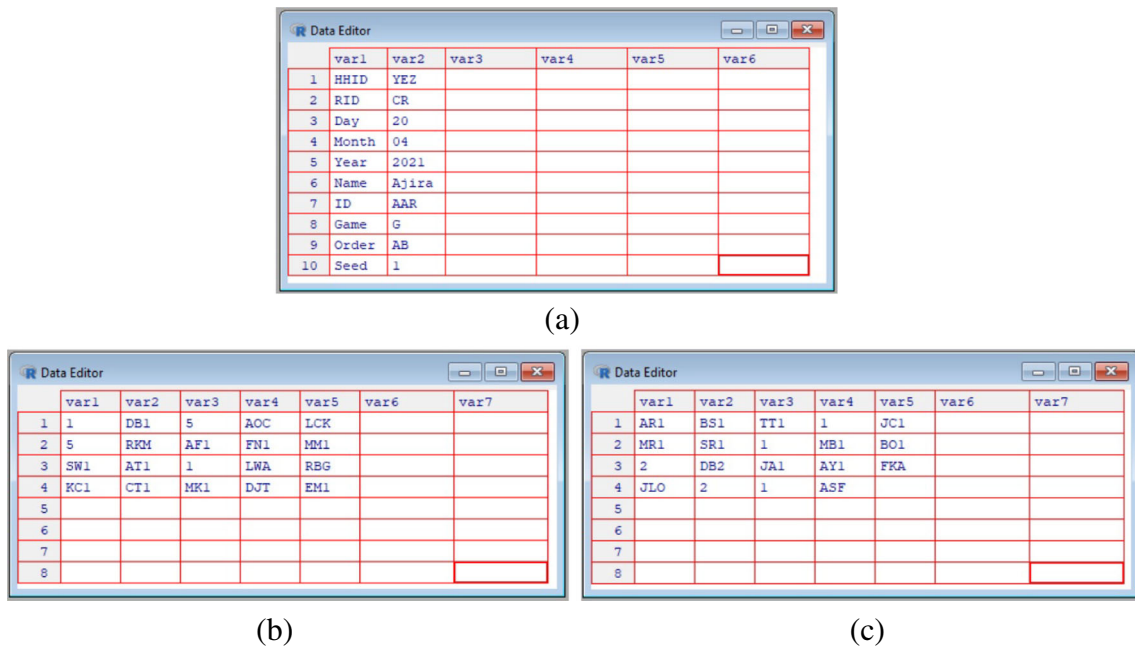 R Data Editor
var1 var2 var3 var4 var5 var6
1 HHID YEZ
2 RID CR
3 Day 20
4 Month 04
5 Year 2021
6 Name Ajira
7 ID AAR
8 Game G
9 Order AB
10 Seed 1
(a)
R Data Editor
var1 var2 var3 var4 var5 var6 var7
1 1 DB1 5 AOC LCK
2 5 RKM AF1 FN1 MM1
3 SW1 AT1 1 LWA RBG
4 KC1 CT1 MK1 DJT EM1
5
6
7
8
(b)
R Data Editor
var1 var2 var3 var4 var5 var6 var7
1 AR1 BS1 TT1 1 JC1
2 MR1 SR1 1 MB1 BO1
3 2 DB2 JA1 AY1 FKA
4 JLO 2 1 ASF
5
6
7
8
(c)